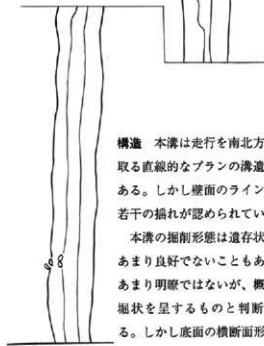 構造　本溝は走行を南北方
取る直線的なプランの溝遺
ある。しかし壁面のライン
若干の揺れが認められてい
本溝の掘削形態は遺存状
あまり良好でないこともあ
あまり明瞭ではないが、概
堀状を呈するものと判断
る。しかし底面の横断面形